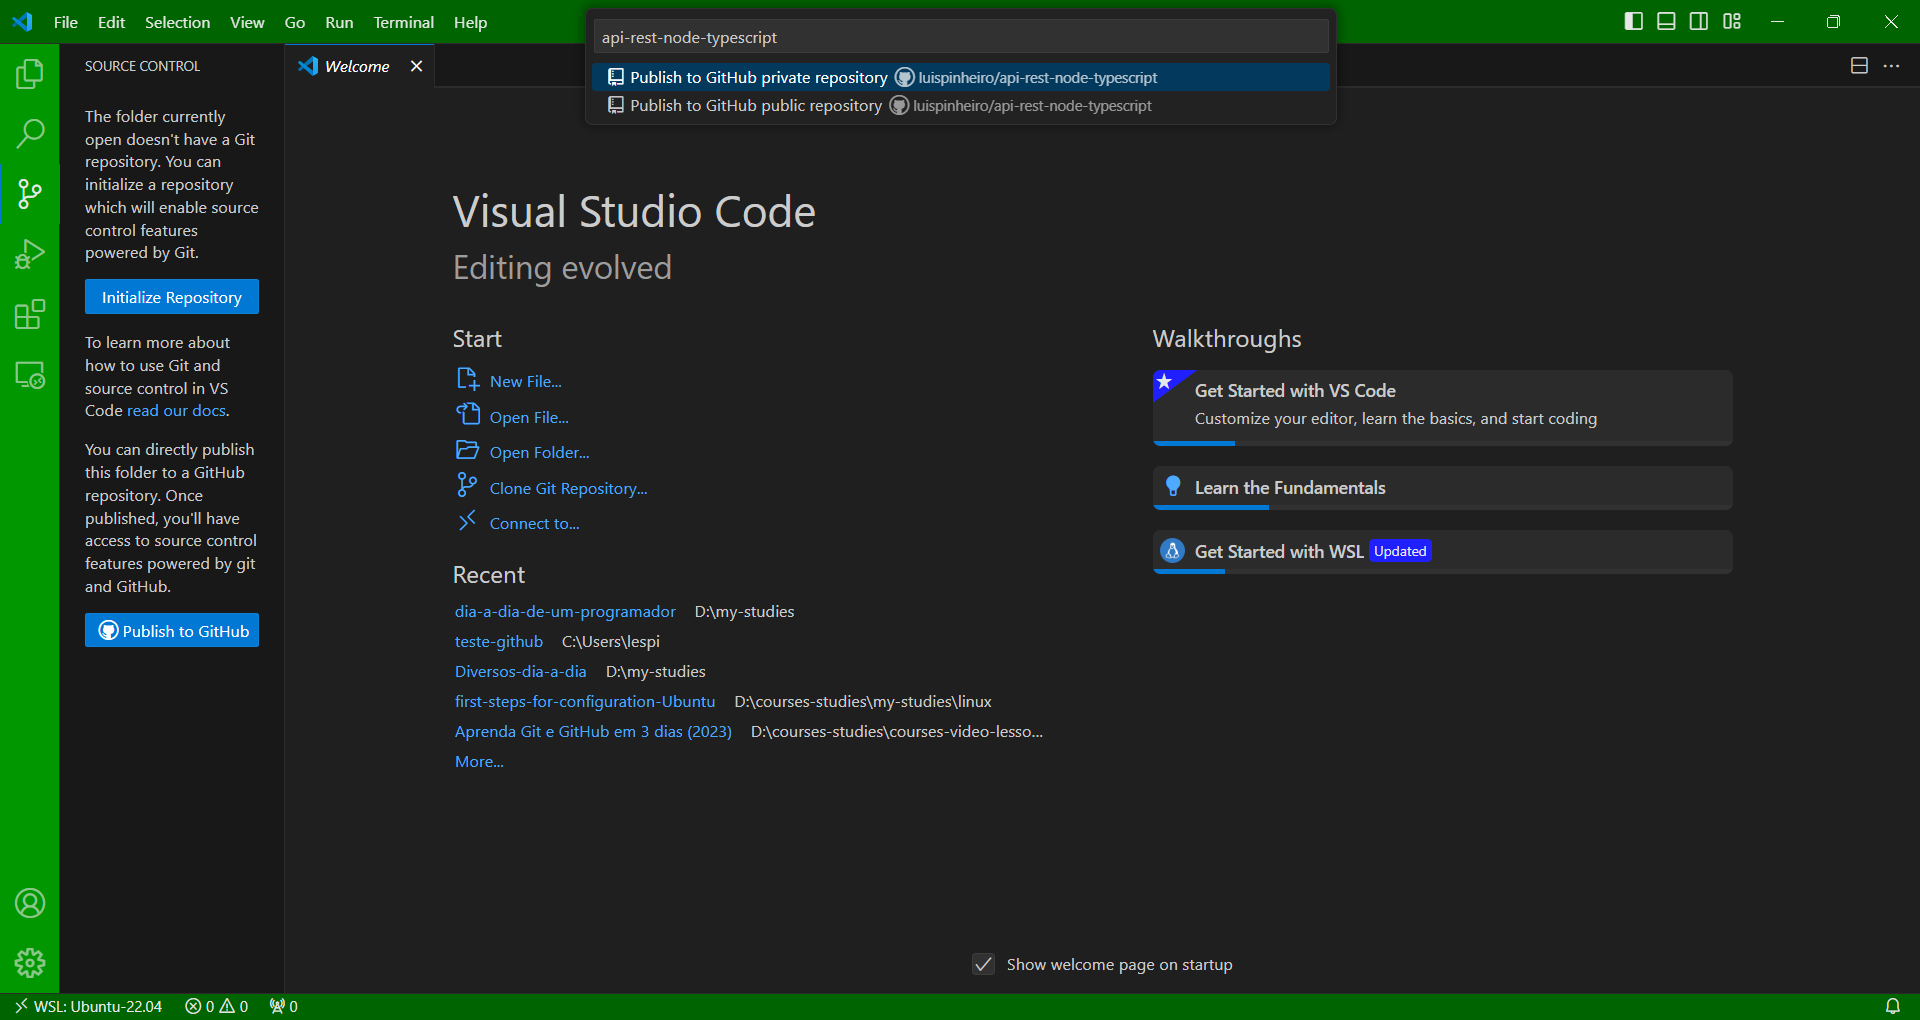 File Edit Selection View Go Run Terminal Help
api-rest-node-typescript
Publish to GitHub private repository luispinheiro/api-rest-node-typescript
Publish to GitHub public repository luispinheiro/api-rest-node-typescript
SOURCE CONTROL
The folder currently
open doesn't have a Git
repository. You can
initialize a repository
which will enable source
control features
powered by Git.
Initialize Repository
To learn more about
how to use Git and
source control in VS
Code read our docs.
You can directly publish
this folder to a GitHub
repository. Once
published, you'll have
access to source control
features powered by git
and GitHub.
Publish to GitHub
Welcome
Visual Studio Code
Editing evolved
Start
New File...
Open File...
Open Folder...
Clone Git Repository...
Connect to...
Recent
dia-a-dia-de-um-programador D:\my-studies
teste-github C:\Users\lespi
Diversos-dia-a-dia D:\my-studies
first-steps-for-configuration-Ubuntu D:\courses-studies\my-studies\linux
Aprenda Git e GitHub em 3 dias (2023) D:\courses-studies\courses-video-lesso...
More...
Walkthroughs
Get Started with VS Code
Customize your editor, learn the basics, and start coding
Learn the Fundamentals
Get Started with WSL Updated
Show welcome page on startup
WSL: Ubuntu-22.04 0 0 0